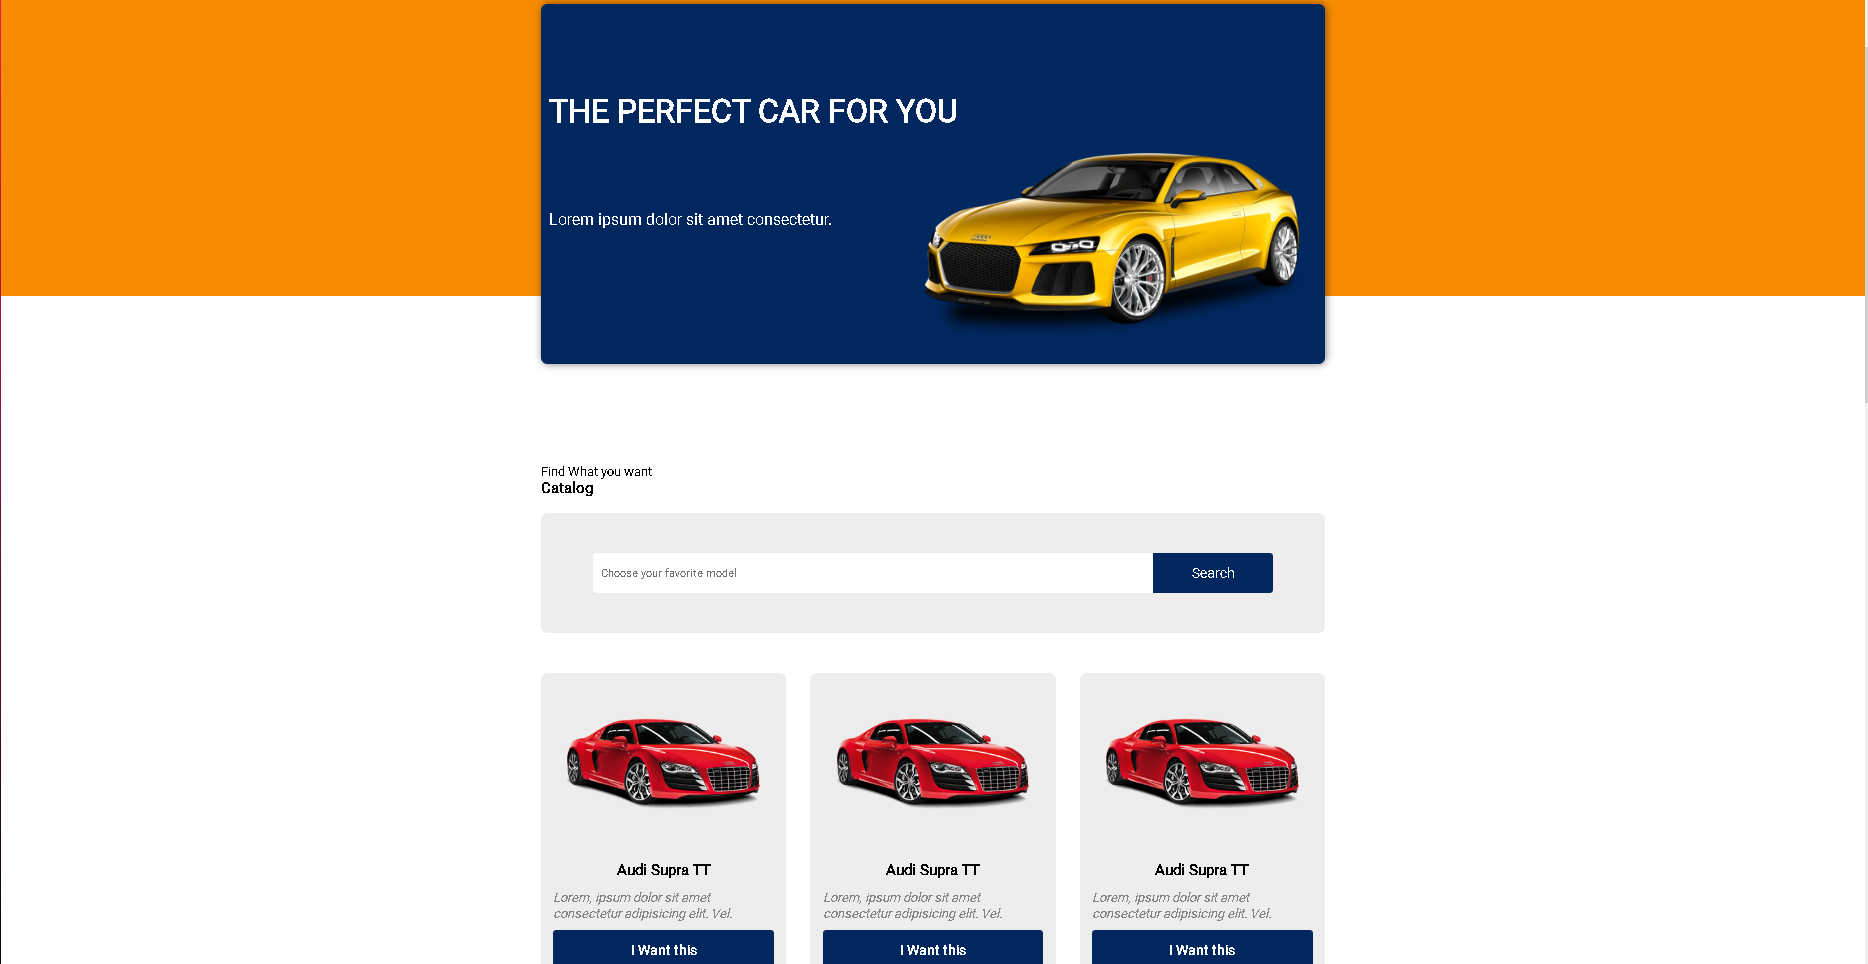 THE PERFECT CAR FOR YOU
Lorem ipsum dolor sit amet consectetur.
Find What you want
Catalog
Choose your favorite model
Search
Audi Supra TT
Lorem, ipsum dolor sit amet
consectetur adipisicing elit. Vel.
I Want this
Audi Supra TT
Lorem, ipsum dolor sit amet
consectetur adipisicing elit. Vel.
I Want this
Audi Supra TT
Lorem, ipsum dolor sit amet
consectetur adipisicing elit. Vel.
I Want this